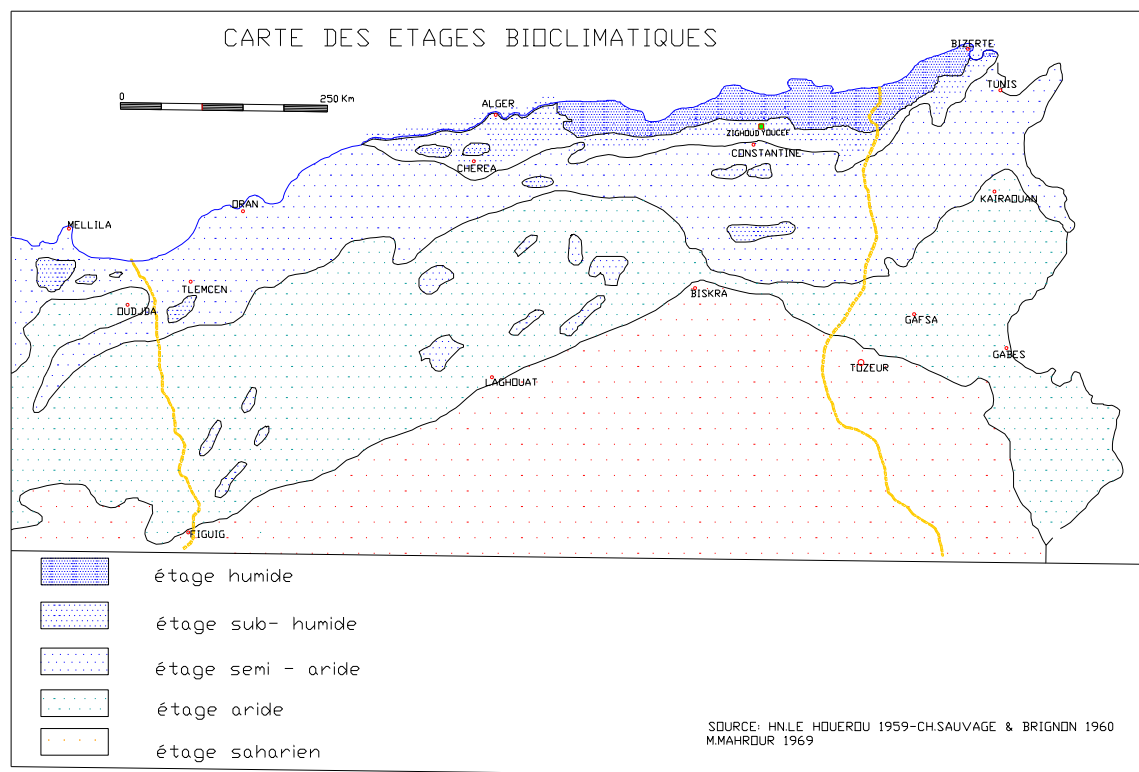 CARTE DES ETAGES BIOCLIMATIQUES
BIZERTE
TUNIS
0
250 Km
ALGER
ZIGHOUD YOUCEF
CONSTANTINE
CHEREA
KAIRAOUAN
ORAN
MELLILA
TLEMCEN
OUDJDA
BISKRA
GAFSA
GABES
TOZEUR
LAGHOUAT
FIGUIG
étage humide
étage sub- humide
étage semi - aride
étage aride
étage saharien
SOURCE: HN.LE HOUEROU 1959-CH.SAUVAGE & BRIGNON 1960
M.MAHROUR 1969